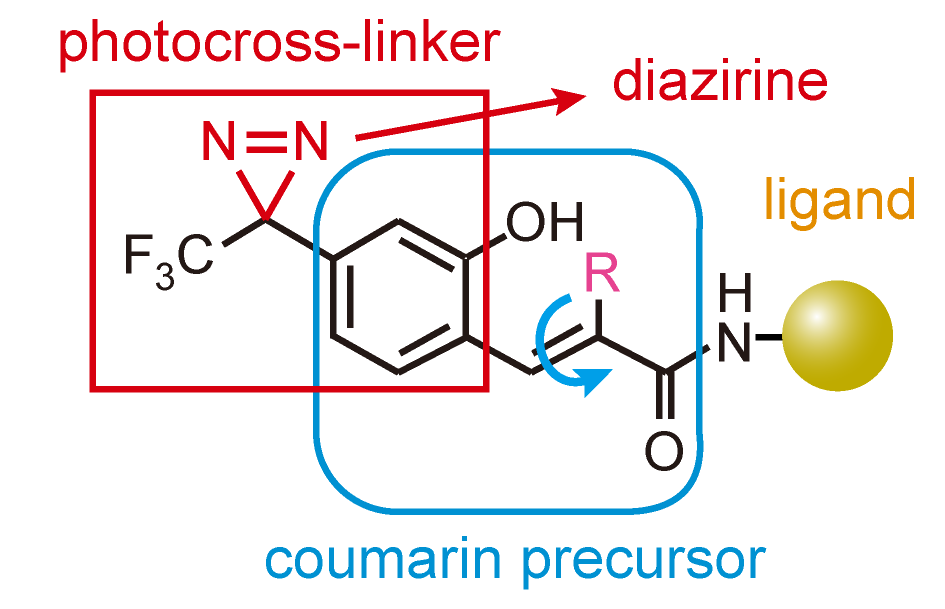 photocross-linker
diazirine
N=N
F3C
OH
R
ligand
H
N
O
coumarin precursor